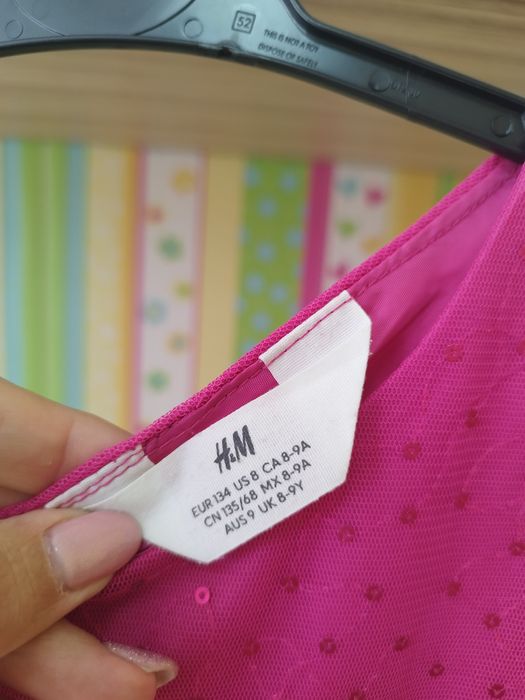 52
THIS IS NOT A TOY
DISPOSE OF SAFELY
H&M
EUR 134 US 8 CA 8-9A
CN 135/68 MX 8-9A
AUS 9 UK 8-9Y